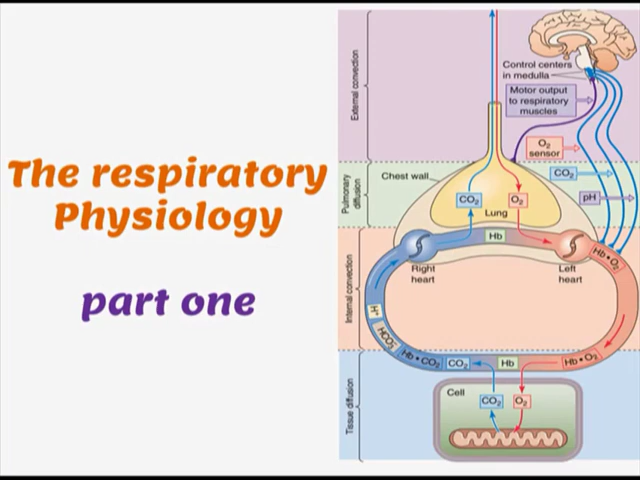 The respiratory
Physiology
part one
External convection
Control centers
in medulla
Motor output
to respiratory
muscles
O₂
sensor
CO₂
pH
Pulmonary
diffusion
Chest wall
CO₂
O₂
Lung
Internal convection
Hb
Hb•O₂
Right
heart
Left
heart
H⁺
HCO₃⁻
Hb•CO₂
CO₂
Hb
Hb•O₂
Tissue diffusion
Cell
CO₂
O₂